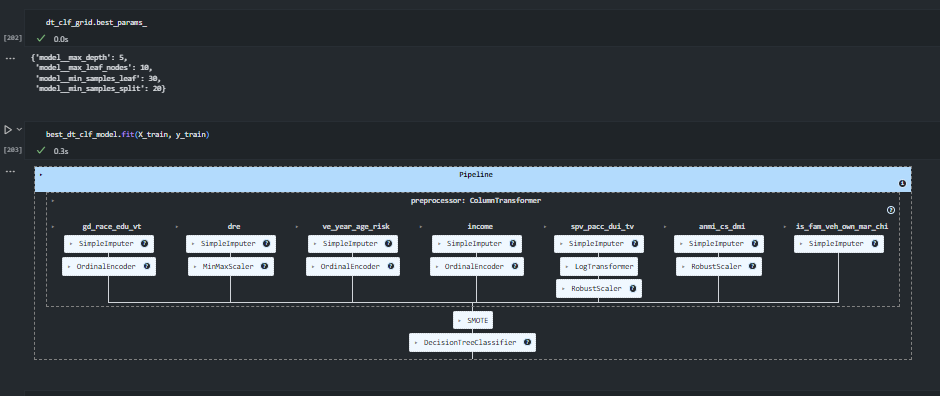 dt_clf_grid.best_params_
[202]
0.0s
...
{'model__max_depth': 5,
'model__max_leaf_nodes': 10,
'model__min_samples_leaf': 30,
'model__min_samples_split': 20}
best_dt_clf_model.fit(X_train, y_train)
[203]
0.3s
...
Pipeline
i
preprocessor: ColumnTransformer
?
gd_race_edu_vt dre ve_year_age_risk income spv_pacc_dui_tv anmi_cs_dmi is_fam_veh_own_mar_chi
SimpleImputer ? SimpleImputer ? SimpleImputer ? SimpleImputer ? SimpleImputer ? SimpleImputer ? SimpleImputer ?
OrdinalEncoder ? MinMaxScaler ? OrdinalEncoder ? OrdinalEncoder ? LogTransformer RobustScaler ?
RobustScaler ?
SMOTE
DecisionTreeClassifier ?